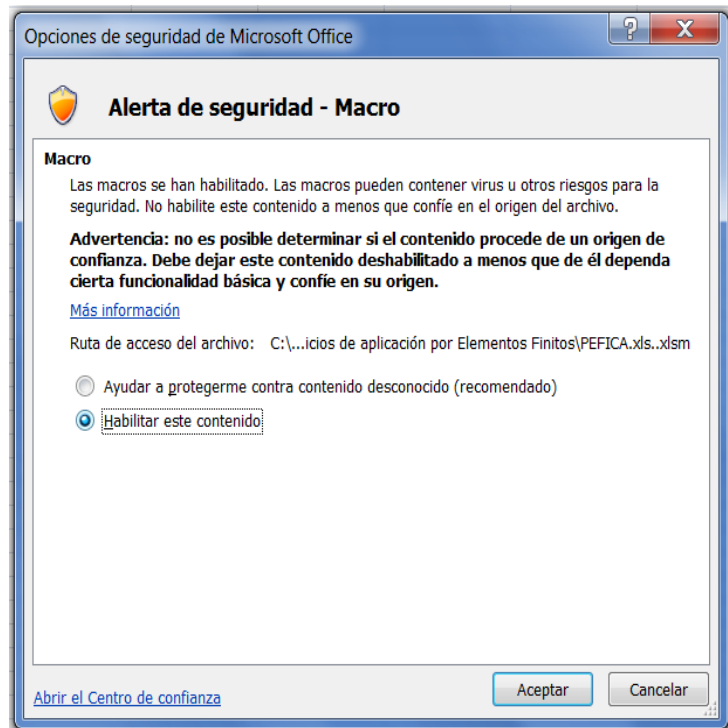 Opciones de seguridad de Microsoft Office
? X
Alerta de seguridad - Macro
Macro
Las macros se han habilitado. Las macros pueden contener virus u otros riesgos para la
seguridad. No habilite este contenido a menos que confíe en el origen del archivo.
Advertencia: no es posible determinar si el contenido procede de un origen de
confianza. Debe dejar este contenido deshabilitado a menos que de él dependa
cierta funcionalidad básica y confíe en su origen.
Más información
Ruta de acceso del archivo: C:\...icios de aplicación por Elementos Finitos\PEFICA.xls..xlsm
Ayudar a protegerme contra contenido desconocido (recomendado)
Habilitar este contenido
Abrir el Centro de confianza
Aceptar
Cancelar